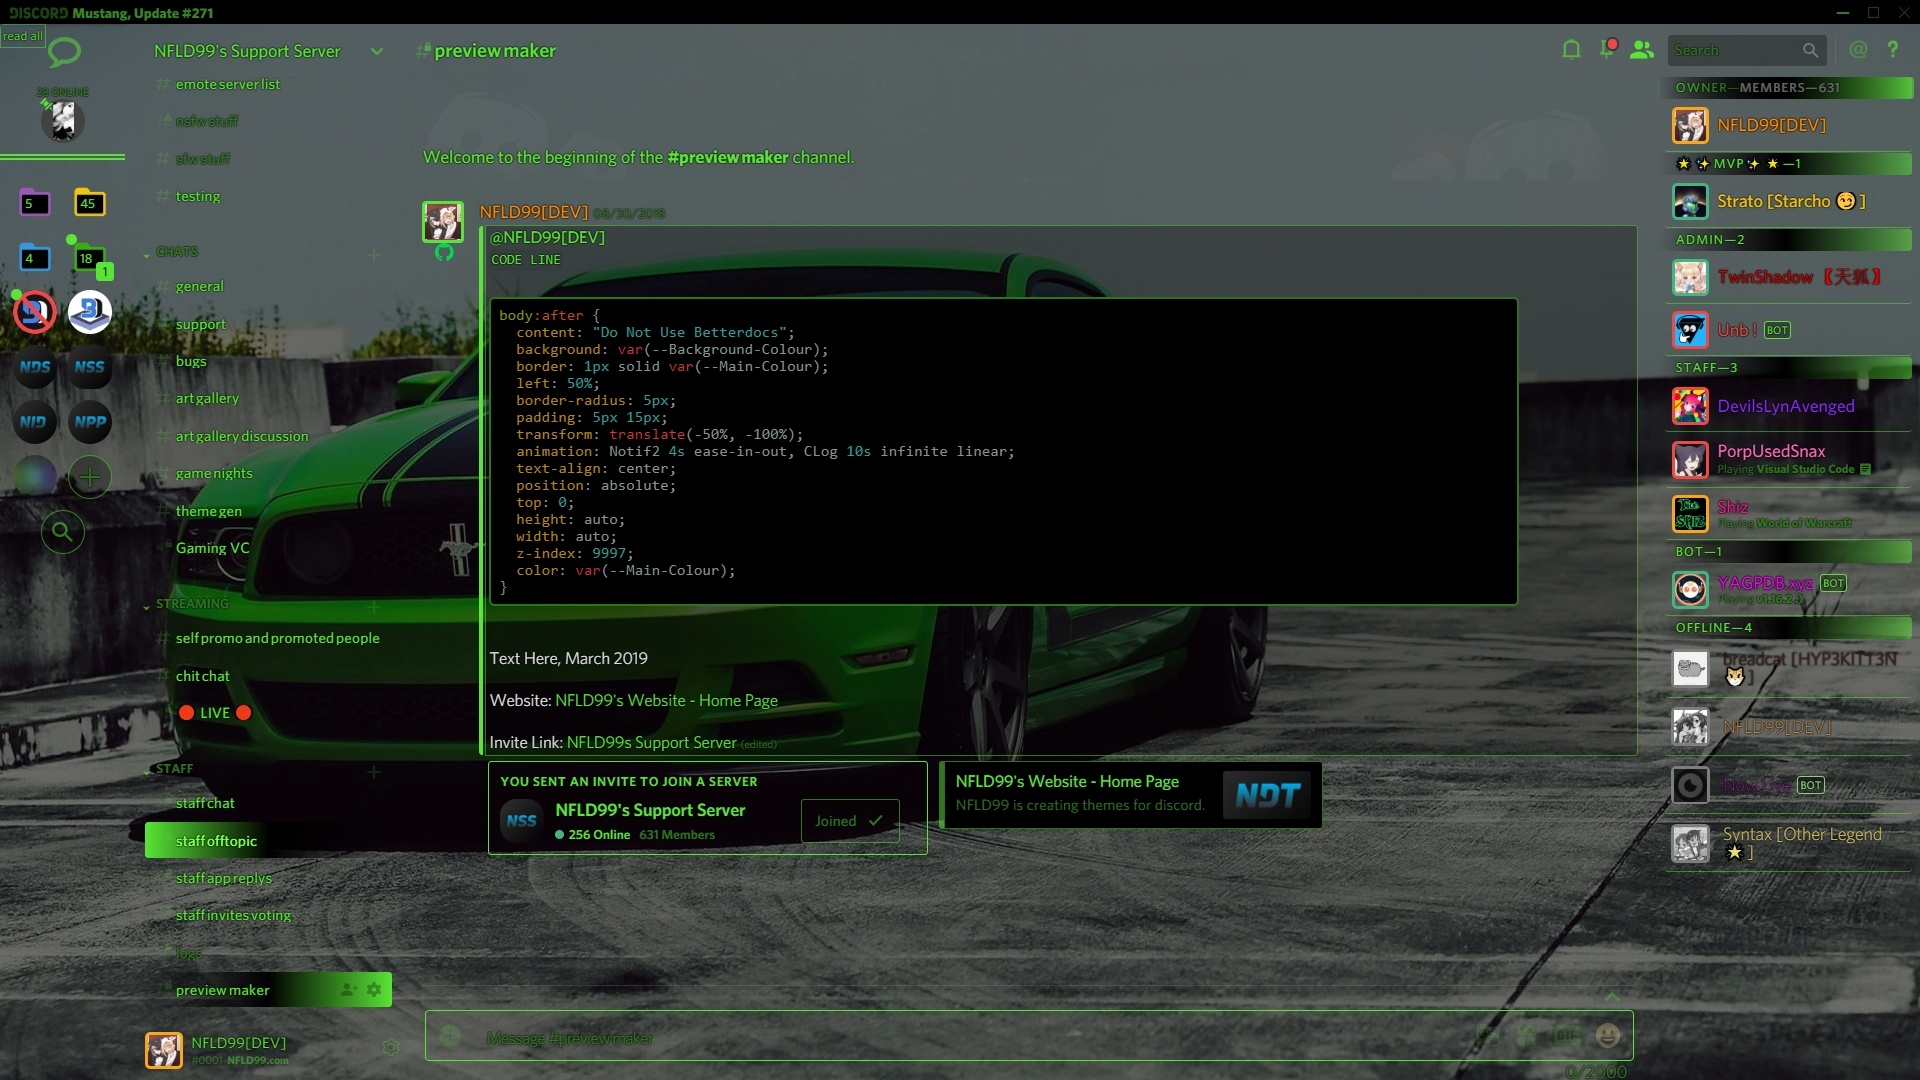 DISCORD Mustang, Update #271
read all
28 ONLINE
5
45
4
18
1
NDS
NSS
NID
NPP
NFLD99's Support Server
emote server list
nsfw stuff
sfw stuff
testing
CHATS
general
support
bugs
art gallery
art gallery discussion
game nights
theme gen
Gaming VC
STREAMING
self promo and promoted people
chit chat
LIVE
STAFF
staff chat
staff offtopic
staff app replys
staff invites voting
logs
preview maker
NFLD99[DEV]
#0001 NFLD99.com
preview maker
Search
@
?
Welcome to the beginning of the #preview maker channel.
NFLD99[DEV] 08/30/2018
@NFLD99[DEV]
CODE LINE
body:after {
content: "Do Not Use Betterdocs";
background: var(--Background-Colour);
border: 1px solid var(--Main-Colour);
left: 50%;
border-radius: 5px;
padding: 5px 15px;
transform: translate(-50%, -100%);
animation: Notif2 4s ease-in-out, CLog 10s infinite linear;
text-align: center;
position: absolute;
top: 0;
height: auto;
width: auto;
z-index: 9997;
color: var(--Main-Colour);
}
Text Here, March 2019
Website: NFLD99's Website - Home Page
Invite Link: NFLD99s Support Server (edited)
YOU SENT AN INVITE TO JOIN A SERVER
NSS
NFLD99's Support Server
256 Online 631 Members
Joined
NFLD99's Website - Home Page
NFLD99 is creating themes for discord.
NDT
Message #preview maker
0/2000
OWNER—MEMBERS—631
NFLD99[DEV]
MVP —1
Strato [Starcho 😏 ]
ADMIN—2
TwinShadow 【天狐】
Unb ! BOT
STAFF—3
DevilsLynAvenged
PorpUsedSnax
Playing Visual Studio Code
Shiz
Playing World of Warcraft
BOT—1
YAGPDB.xyz BOT
Playing v1.16.2 :)
OFFLINE—4
breadcat [HYP3KITT3N
]
NFLD99[DEV]
Now Live BOT
Syntax [Other Legend
]